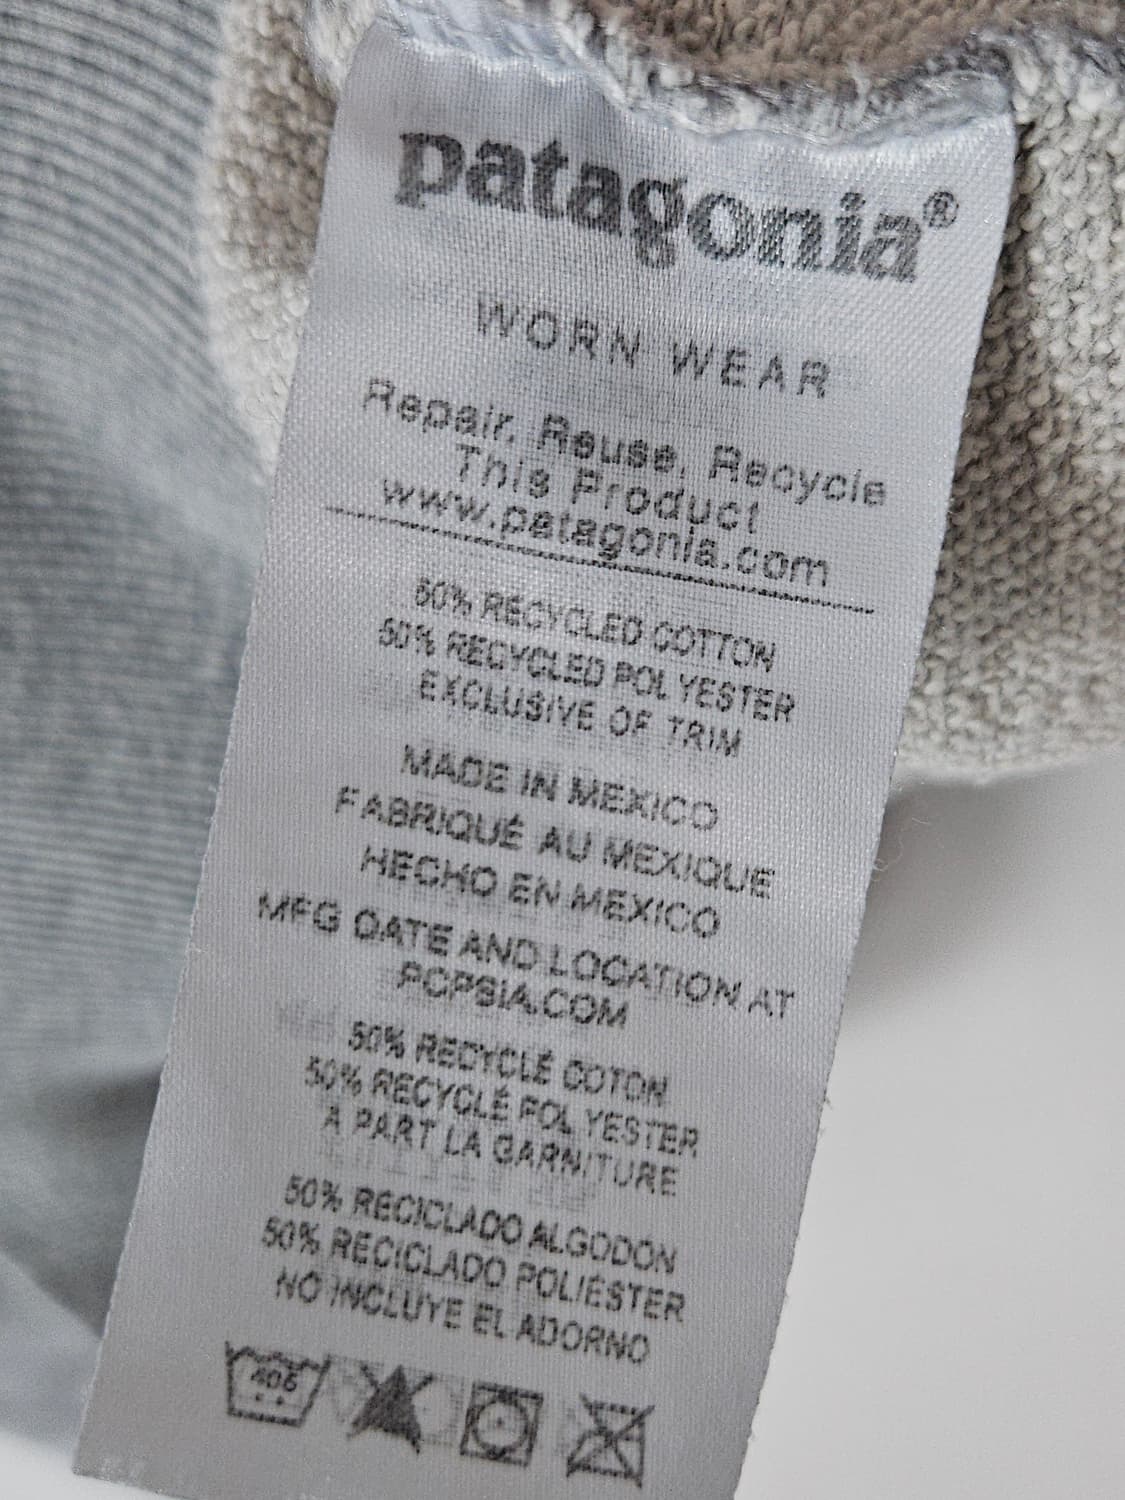 patagonia®
WORN WEAR
Repair, Reuse, Recycle
This Product
www.patagonia.com
50% RECYCLED COTTON
50% RECYCLED POLYESTER
EXCLUSIVE OF TRIM
MADE IN MEXICO
FABRIQUÉ AU MEXIQUE
HECHO EN MEXICO
MFG DATE AND LOCATION AT
PCPSIA.COM
50% RECYCLÉ COTON
50% RECYCLÉ POLYESTER
À PART LA GARNITURE
50% RECICLADO ALGODON
50% RECICLADO POLIÉSTER
NO INCLUYE EL ADORNO